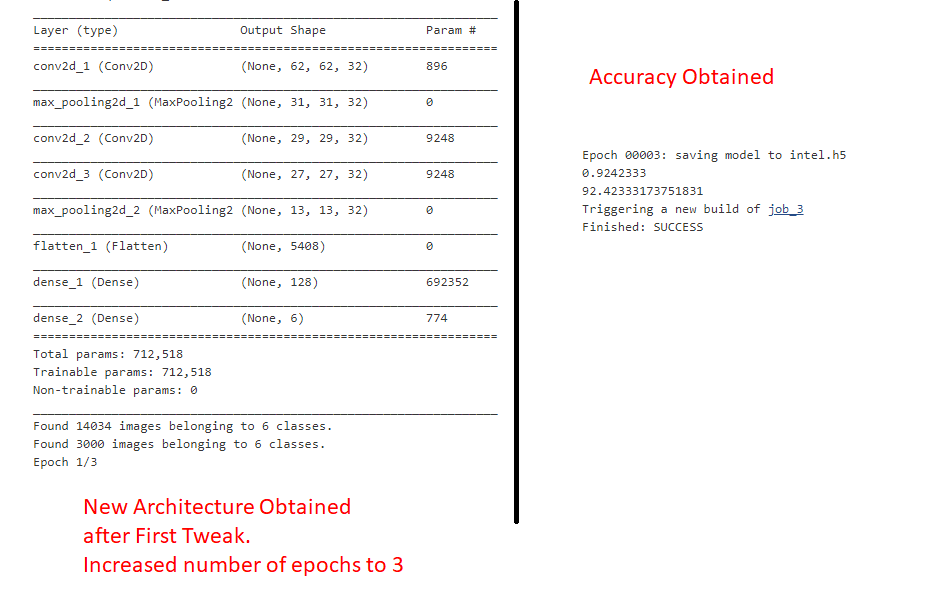 Layer (type) Output Shape Param #
=================================================================
conv2d_1 (Conv2D) (None, 62, 62, 32) 896
max_pooling2d_1 (MaxPooling2 (None, 31, 31, 32) 0
conv2d_2 (Conv2D) (None, 29, 29, 32) 9248
conv2d_3 (Conv2D) (None, 27, 27, 32) 9248
max_pooling2d_2 (MaxPooling2 (None, 13, 13, 32) 0
flatten_1 (Flatten) (None, 5408) 0
dense_1 (Dense) (None, 128) 692352
dense_2 (Dense) (None, 6) 774
=================================================================
Total params: 712,518
Trainable params: 712,518
Non-trainable params: 0
Found 14034 images belonging to 6 classes.
Found 3000 images belonging to 6 classes.
Epoch 1/3
New Architecture Obtained
after First Tweak.
Increased number of epochs to 3
Accuracy Obtained
Epoch 00003: saving model to intel.h5
0.9242333
92.42333173751831
Triggering a new build of job_3
Finished: SUCCESS